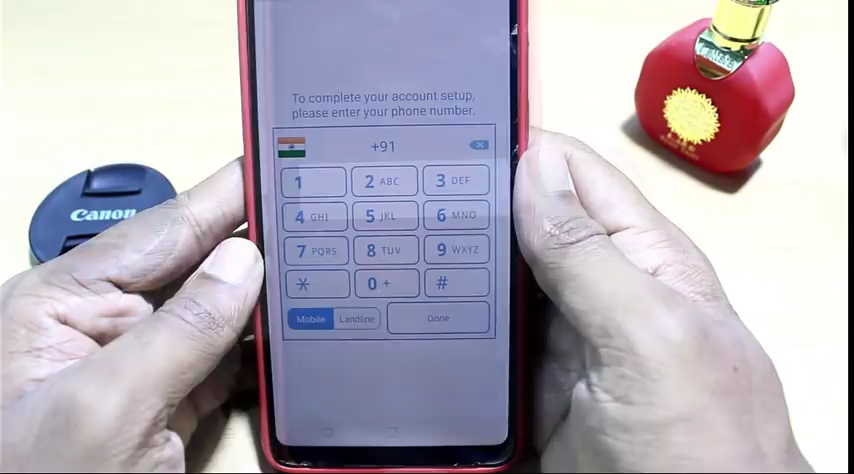 To complete your account setup,
please enter your phone number.
+91
1
2 ABC
3 DEF
4 GHI
5 JKL
6 MNO
7 PQRS
8 TUV
9 WXYZ
*
0 +
#
Mobile
Landline
Done
Canon